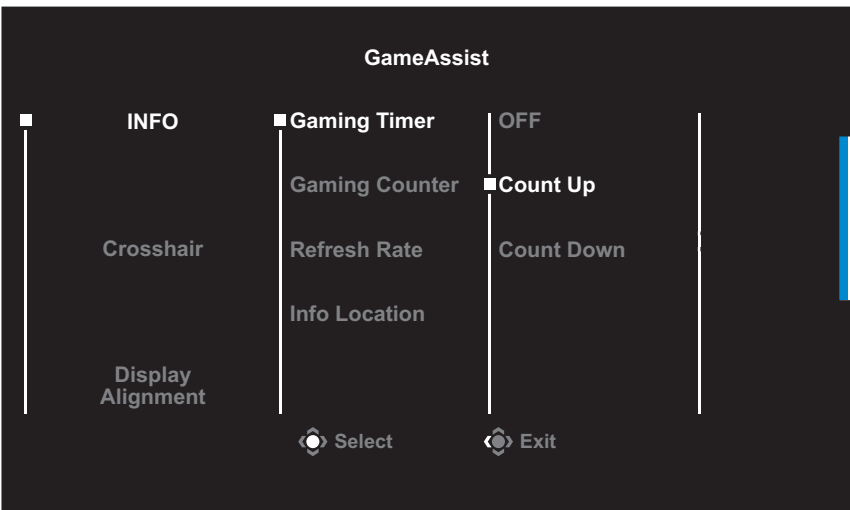 GameAssist
INFO
Gaming Timer
OFF
Gaming Counter
Count Up
Crosshair
Refresh Rate
Count Down
Info Location
Display
Alignment
Select
Exit